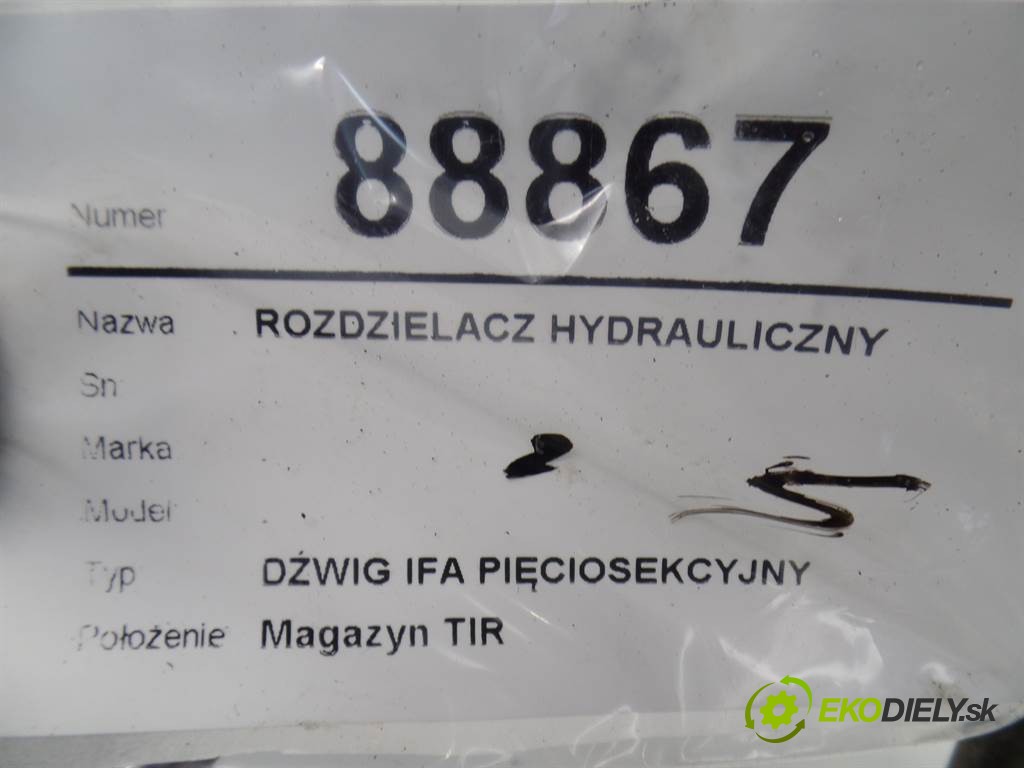 Numer 88867
Nazwa ROZDZIELACZ HYDRAULICZNY
Sn
Marka
Model
Typ DŹWIG IFA PIĘCIOSEKCYJNY
Położenie Magazyn TIR
EKODIELY.sk